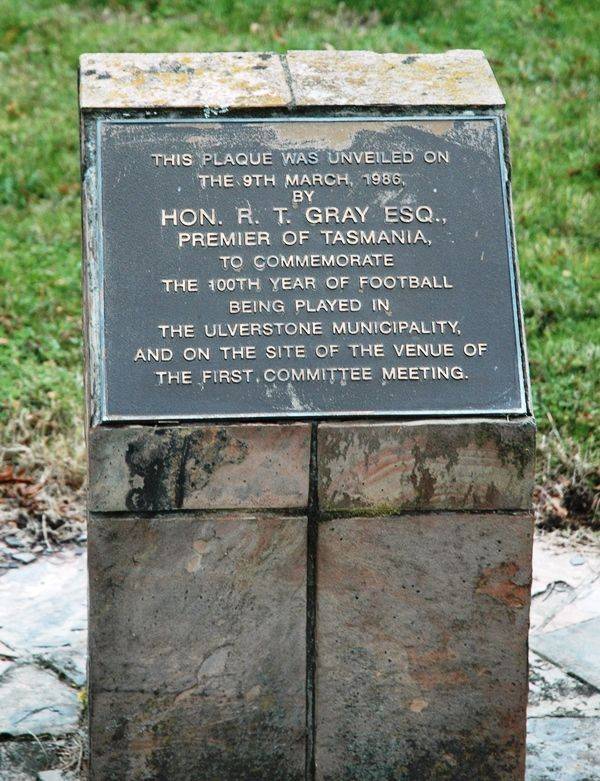 THIS PLAQUE WAS UNVEILED ON
THE 9TH MARCH, 1986,
BY
HON. R. T. GRAY ESQ.,
PREMIER OF TASMANIA,
TO COMMEMORATE
THE 100TH YEAR OF FOOTBALL
BEING PLAYED IN
THE ULVERSTONE MUNICIPALITY,
AND ON THE SITE OF THE VENUE OF
THE FIRST COMMITTEE MEETING.